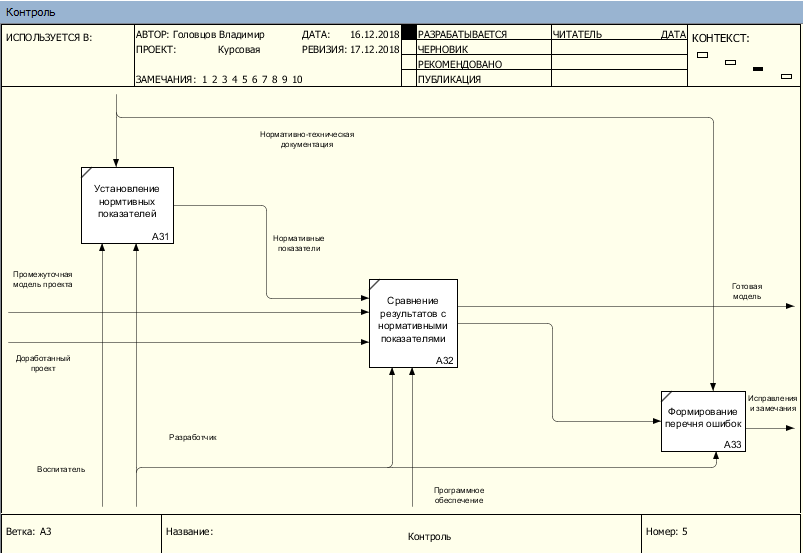 Контроль
ИСПОЛЬЗУЕТСЯ В:
АВТОР: Головцов Владимир
ДАТА: 16.12.2018
ПРОЕКТ: Курсовая
РЕВИЗИЯ: 17.12.2018
ЗАМЕЧАНИЯ: 1 2 3 4 5 6 7 8 9 10
РАЗРАБАТЫВАЕТСЯ
ЧЕРНОВИК
РЕКОМЕНДОВАНО
ПУБЛИКАЦИЯ
ЧИТАТЕЛЬ ДАТА
КОНТЕКСТ:
Нормативно-техническая
документация
Установление
нормтивных
показателей
A31
Нормативные
показатели
Промежуточная
модель проекта
Сравнение
результатов с
нормативными
показателями
A32
Готовая
модель
Доработанный
проект
Формирование
перечня ошибок
A33
Исправления
и замечания
Разработчик
Воспитатель
Программное
обеспечение
Ветка: A3
Название:
Контроль
Номер: 5